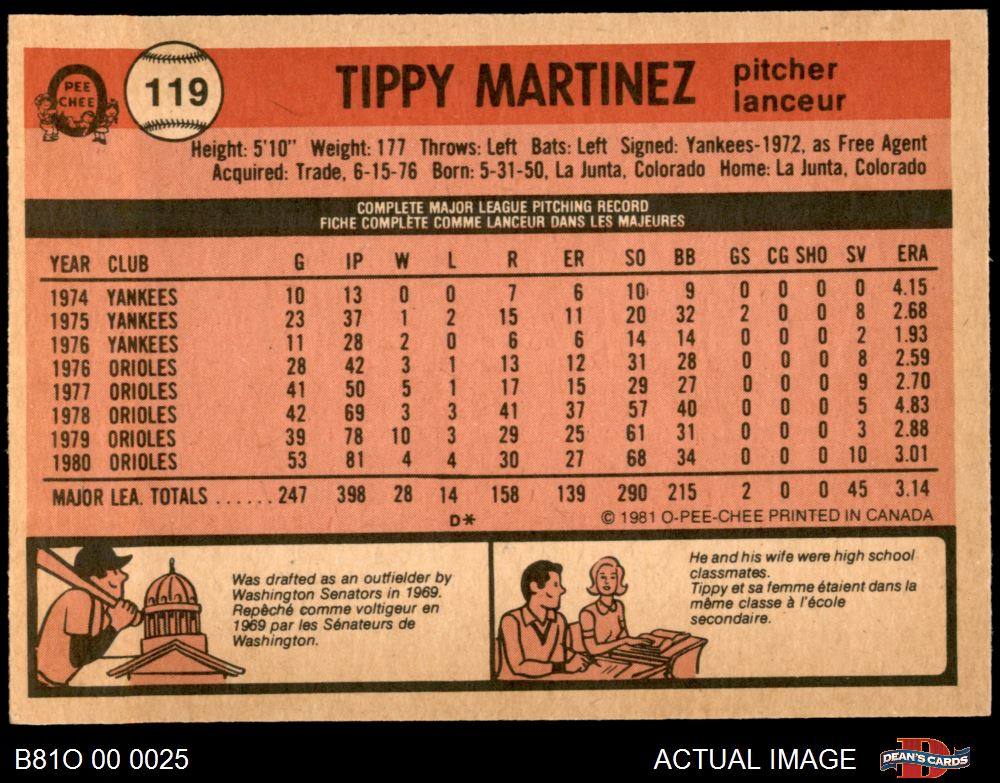 PEE
CHEE
119
TIPPY MARTINEZ pitcher
lanceur
Height: 5'10" Weight: 177 Throws: Left Bats: Left Signed: Yankees-1972, as Free Agent
Acquired: Trade, 6-15-76 Born: 5-31-50, La Junta, Colorado Home: La Junta, Colorado
COMPLETE MAJOR LEAGUE PITCHING RECORD
FICHE COMPLÈTE COMME LANCEUR DANS LES MAJEURES
YEAR CLUB G IP W L R ER SO BB GS CG SHO SV ERA
1974 YANKEES 10 13 0 0 7 6 10 9 0 0 0 0 4.15
1975 YANKEES 23 37 1 2 15 11 20 32 2 0 0 8 2.68
1976 YANKEES 11 28 2 0 6 6 14 14 0 0 0 2 1.93
1976 ORIOLES 28 42 3 1 13 12 31 28 0 0 0 8 2.59
1977 ORIOLES 41 50 5 1 17 15 29 27 0 0 0 9 2.70
1978 ORIOLES 42 69 3 3 41 37 57 40 0 0 0 5 4.83
1979 ORIOLES 39 78 10 3 29 25 61 31 0 0 0 3 2.88
1980 ORIOLES 53 81 4 4 30 27 68 34 0 0 0 10 3.01
MAJOR LEA. TOTALS ...... 247 398 28 14 158 139 290 215 2 0 0 45 3.14
D* © 1981 O-PEE-CHEE PRINTED IN CANADA
Was drafted as an outfielder by
Washington Senators in 1969.
Repêché comme voltigeur en
1969 par les Sénateurs de
Washington.
He and his wife were high school
classmates.
Tippy et sa femme étaient dans la
même classe à l'école
secondaire.
B81O 00 0025 ACTUAL IMAGE DEAN'S CARDS